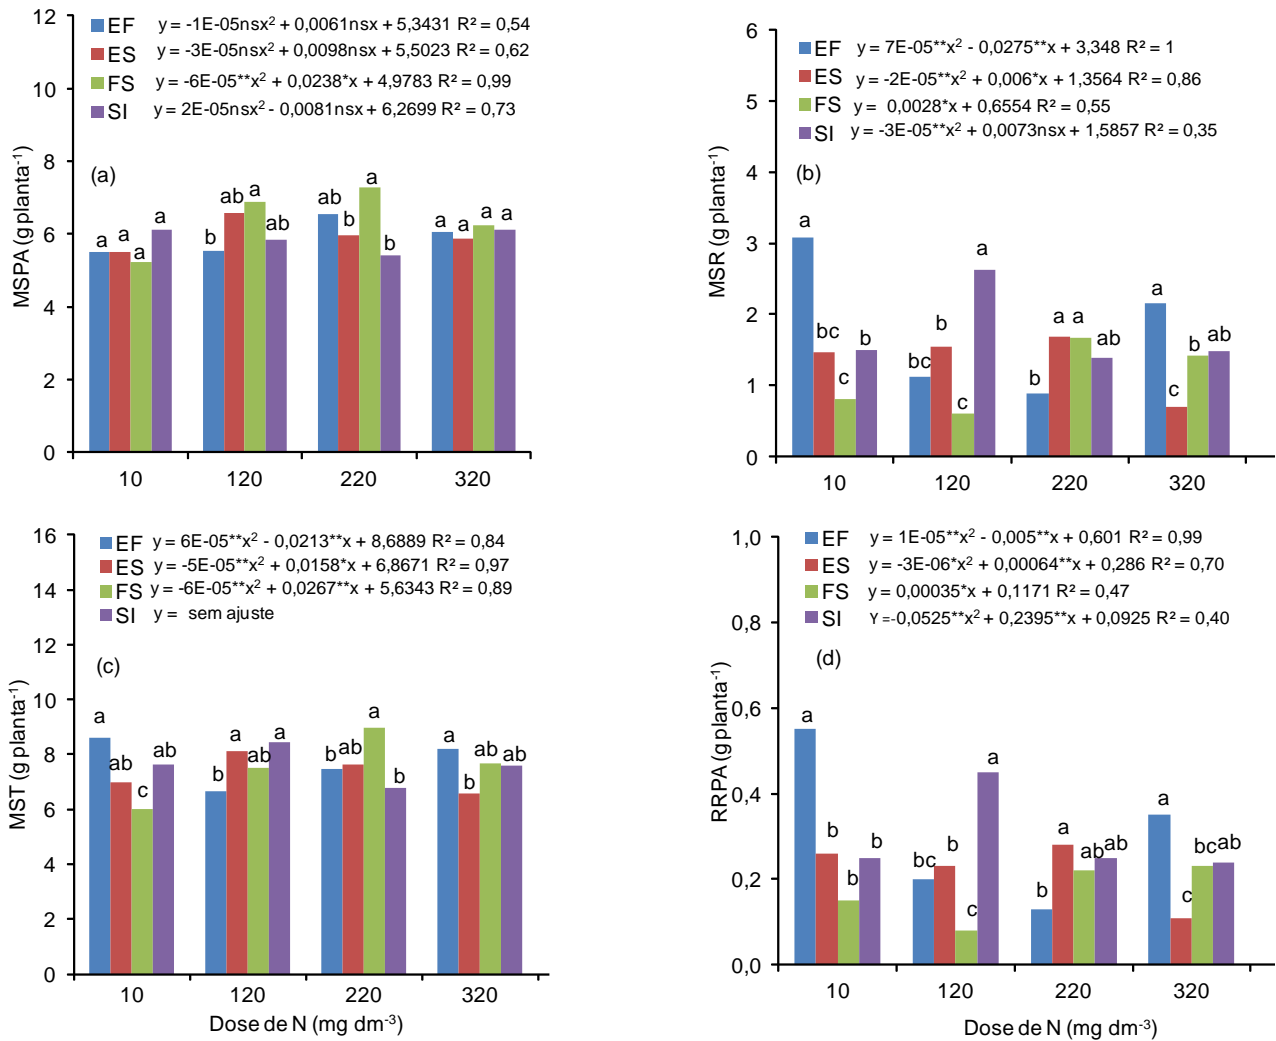 EF y = -1E-05nsx² + 0,0061nsx + 5,3431 R² = 0,54
ES y = -3E-05nsx² + 0,0098nsx + 5,5023 R² = 0,62
FS y = -6E-05**x² + 0,0238*x + 4,9783 R² = 0,99
SI y = 2E-05nsx² - 0,0081nsx + 6,2699 R² = 0,73
(a)
MSPA (g planta⁻¹)
12
10
8
6
4
2
0
a a a a
b ab a ab
ab b a b
a a a a
10 120 220 320
EF y = 7E-05**x² - 0,0275**x + 3,348 R² = 1
ES y = -2E-05**x² + 0,006*x + 1,3564 R² = 0,86
FS y = 0,0028*x + 0,6554 R² = 0,55
SI y = -3E-05**x² + 0,0073nsx + 1,5857 R² = 0,35
(b)
MSR (g planta⁻¹)
6
5
4
3
2
1
0
a bc c b
bc b c a
b a a ab
a c b ab
10 120 220 320
EF y = 6E-05**x² - 0,0213**x + 8,6889 R² = 0,84
ES y = -5E-05**x² + 0,0158*x + 6,8671 R² = 0,97
FS y = -6E-05**x² + 0,0267**x + 5,6343 R² = 0,89
SI y = sem ajuste
(c)
MST (g planta⁻¹)
16
14
12
10
8
6
4
2
0
a ab c ab
b a ab a
b ab a b
a b ab ab
10 120 220 320
Dose de N (mg dm⁻³)
EF y = 1E-05**x² - 0,005**x + 0,601 R² = 0,99
ES y = -3E-06*x² + 0,00064**x + 0,286 R² = 0,70
FS y = 0,00035*x + 0,1171 R² = 0,47
SI Y =-0,0525**x² + 0,2395**x + 0,0925 R² = 0,40
(d)
RRPA (g planta⁻¹)
1,0
0,8
0,6
0,4
0,2
0,0
a b b b
bc b c a
b a ab ab
a c bc ab
10 120 220 320
Dose de N (mg dm⁻³)